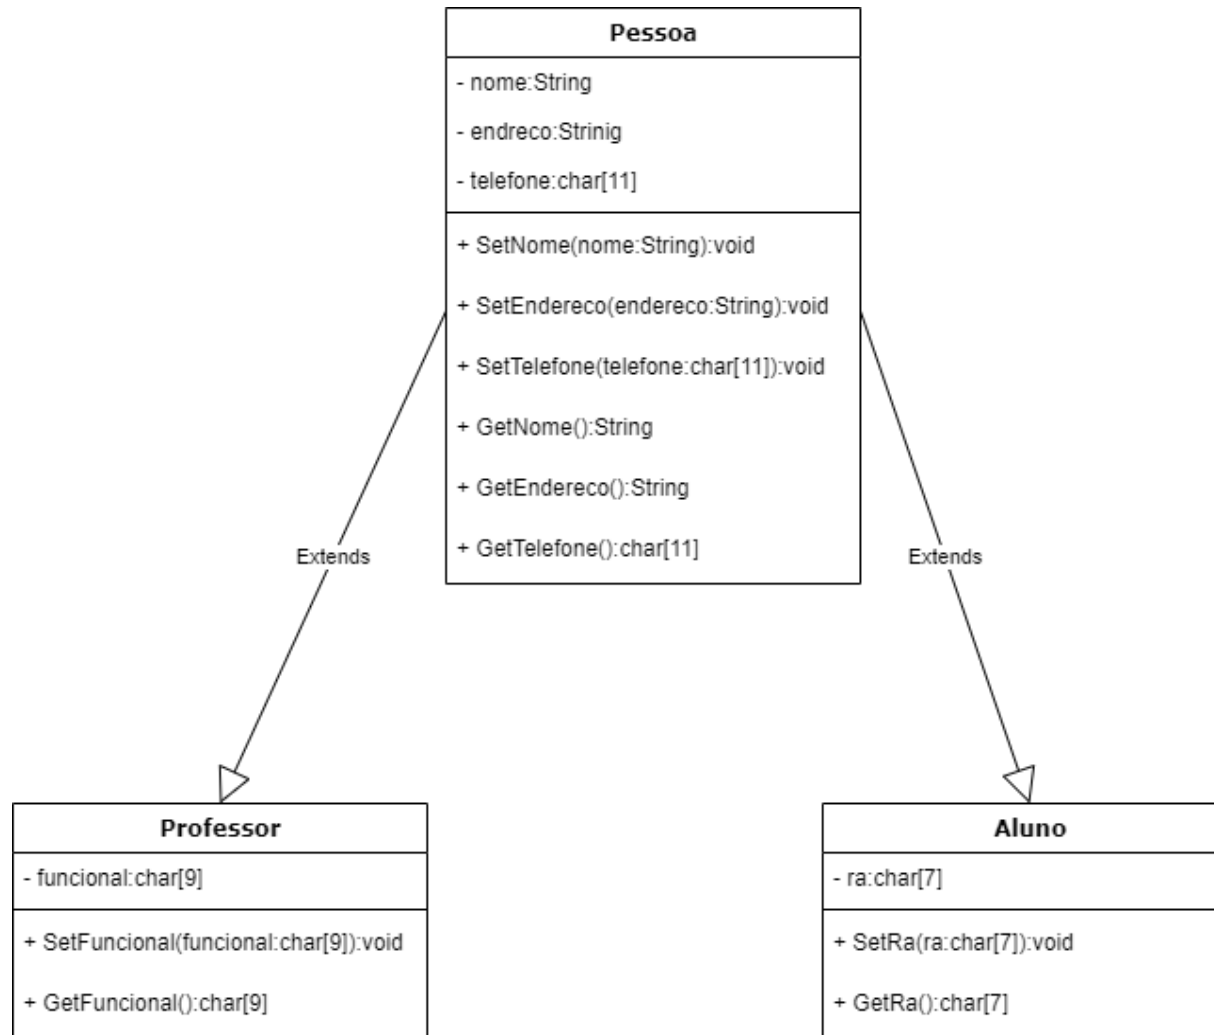 Pessoa
- nome:String
- endreco:Strinig
- telefone:char[11]
+ SetNome(nome:String):void
+ SetEndereco(endereco:String):void
+ SetTelefone(telefone:char[11]):void
+ GetNome():String
+ GetEndereco():String
+ GetTelefone():char[11]
Extends
Extends
Professor
- funcional:char[9]
+ SetFuncional(funcional:char[9]):void
+ GetFuncional():char[9]
Aluno
- ra:char[7]
+ SetRa(ra:char[7]):void
+ GetRa():char[7]